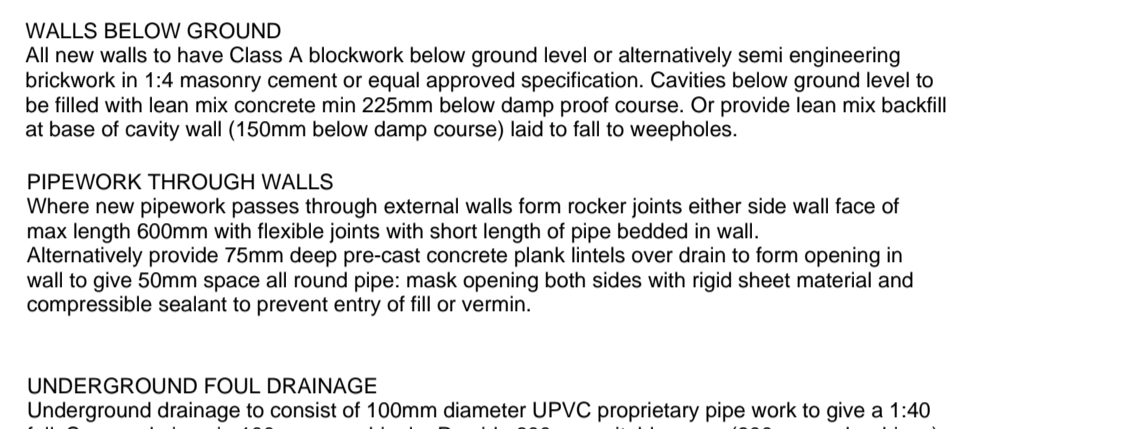 WALLS BELOW GROUND
All new walls to have Class A blockwork below ground level or alternatively semi engineering
brickwork in 1:4 masonry cement or equal approved specification. Cavities below ground level to
be filled with lean mix concrete min 225mm below damp proof course. Or provide lean mix backfill
at base of cavity wall (150mm below damp course) laid to fall to weepholes.
PIPEWORK THROUGH WALLS
Where new pipework passes through external walls form rocker joints either side wall face of
max length 600mm with flexible joints with short length of pipe bedded in wall.
Alternatively provide 75mm deep pre-cast concrete plank lintels over drain to form opening in
wall to give 50mm space all round pipe: mask opening both sides with rigid sheet material and
compressible sealant to prevent entry of fill or vermin.
UNDERGROUND FOUL DRAINAGE
Underground drainage to consist of 100mm diameter UPVC proprietary pipe work to give a 1:40